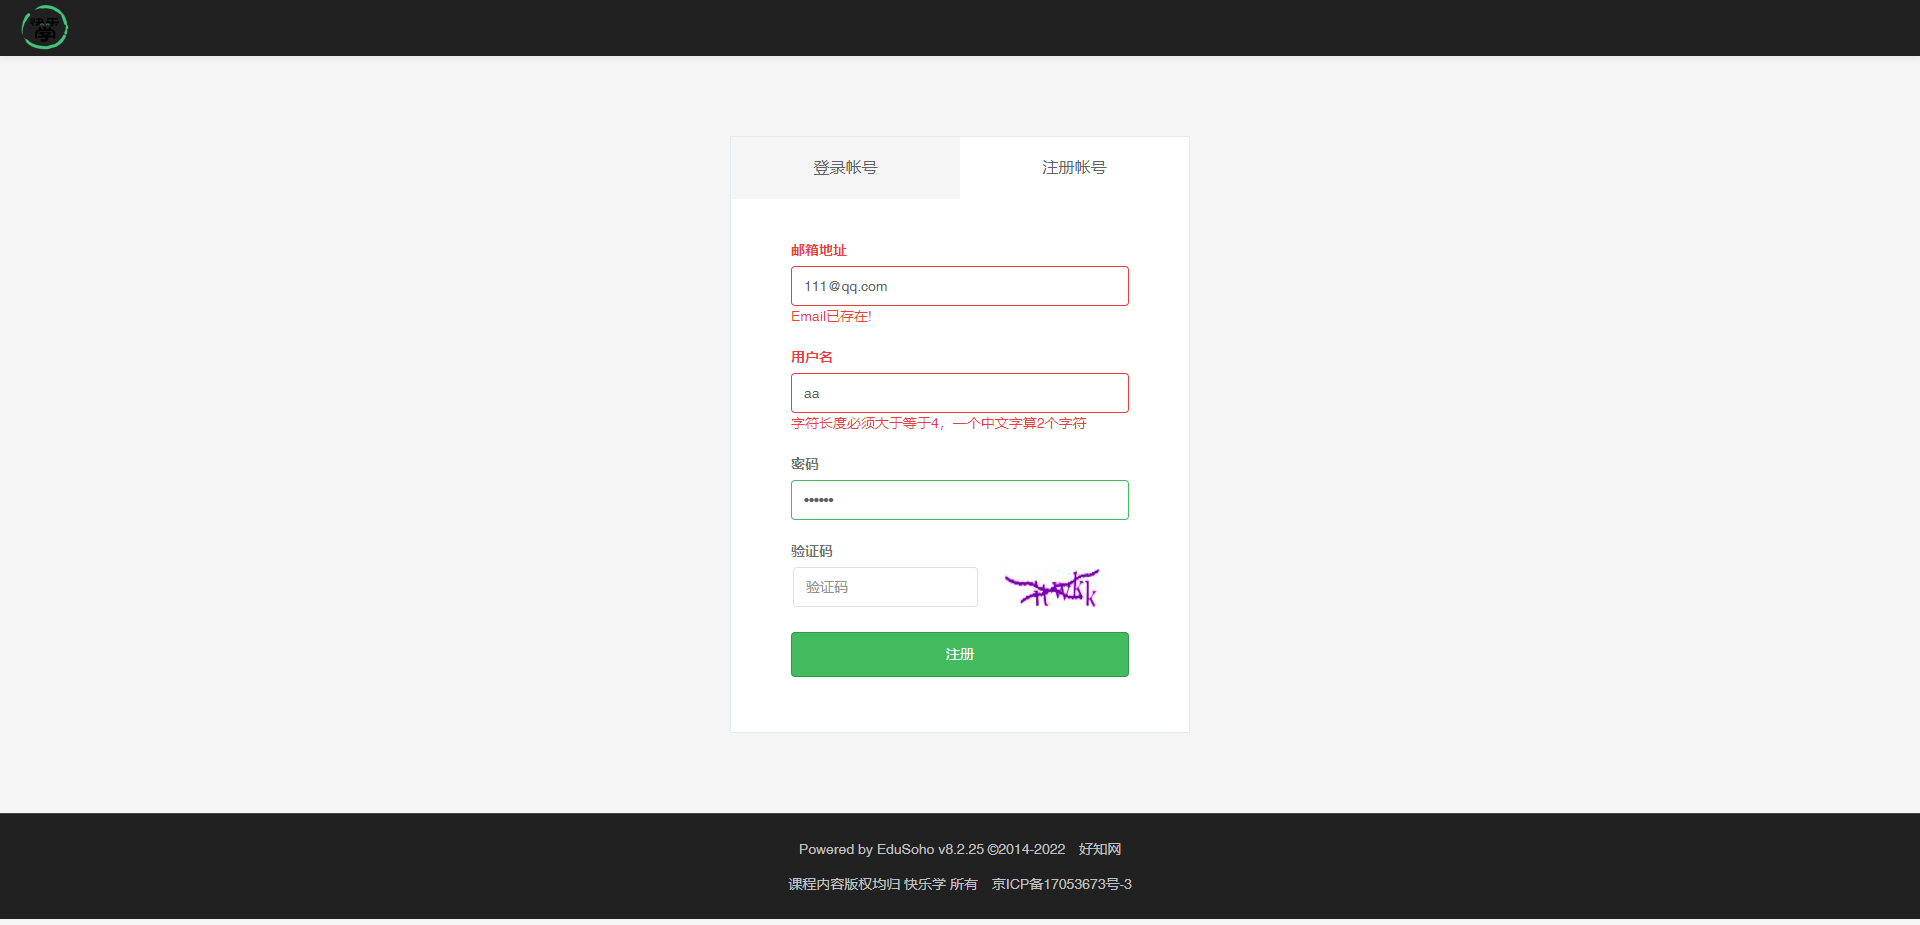 快乐
學
登录帐号
注册帐号
邮箱地址
111@qq.com
Email已存在!
用户名
aa
字符长度必须大于等于4，一个中文字算2个字符
密码
••••••
验证码
验证码
注册
Powered by EduSoho v8.2.25 ©2014-2022 好知网
课程内容版权均归 快乐学 所有 京ICP备17053673号-3